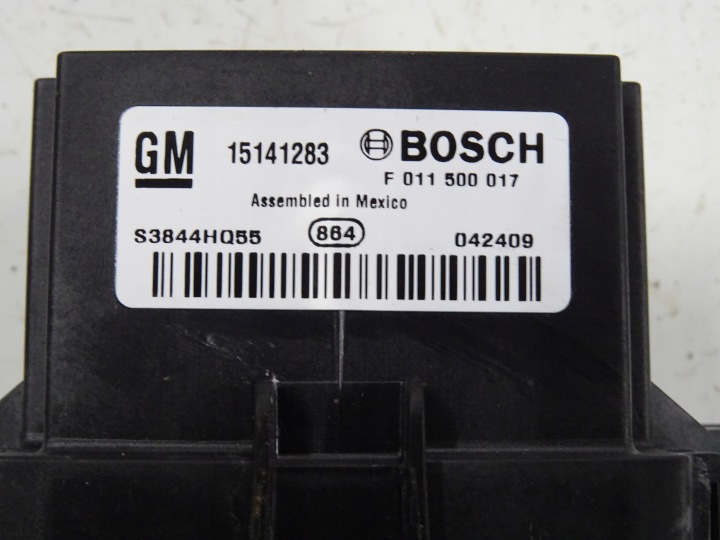 GM 15141283 BOSCH
F 011 500 017
Assembled in Mexico
S3844HQ55 864 042409